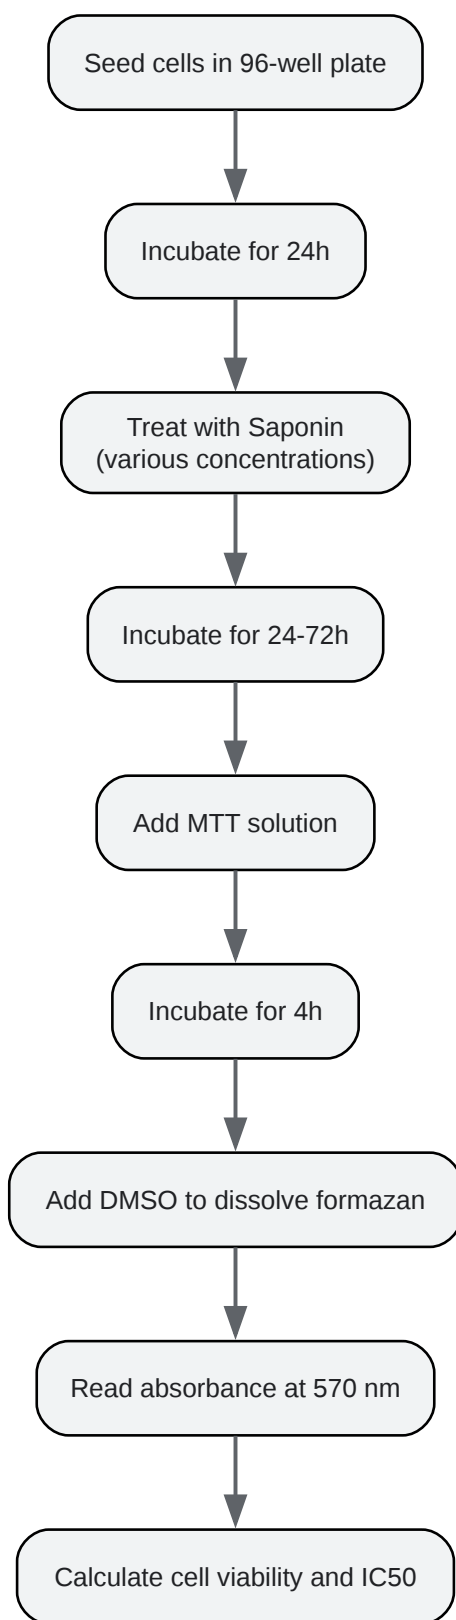 Seed cells in 96-well plate
Incubate for 24h
Treat with Saponin
(various concentrations)
Incubate for 24-72h
Add MTT solution
Incubate for 4h
Add DMSO to dissolve formazan
Read absorbance at 570 nm
Calculate cell viability and IC50